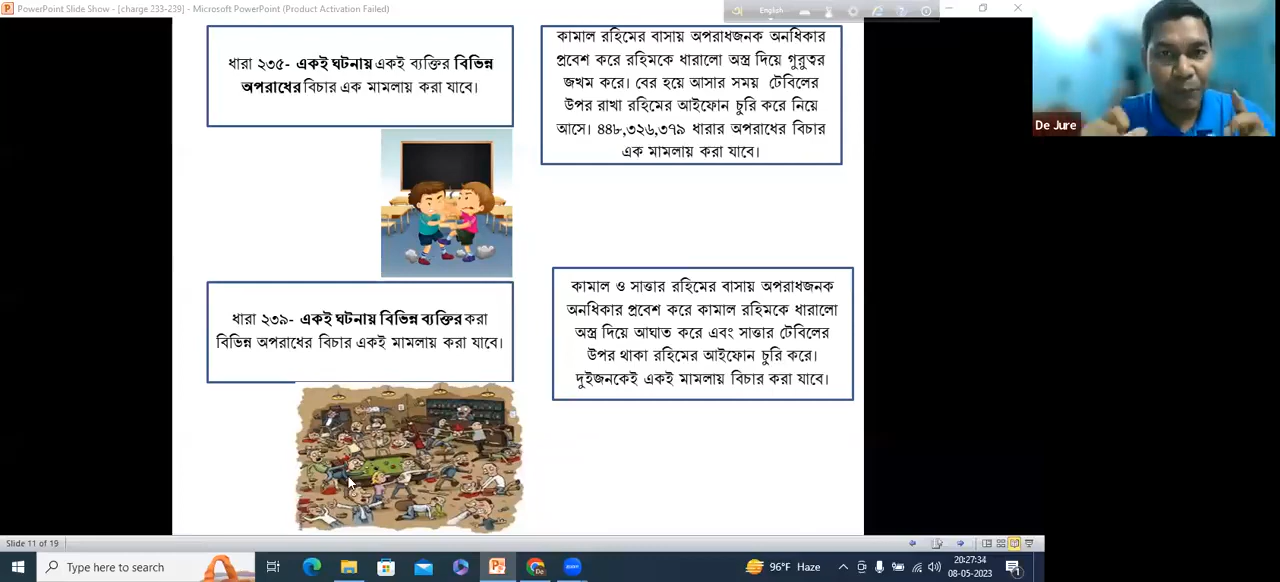 PowerPoint Slide Show - [charge 233-239] - Microsoft PowerPoint (Product Activation Failed)
English
ধারা ২৩৫- একই ঘটনায় একই ব্যক্তির বিভিন্ন
অপরাধের বিচার এক মামলায় করা যাবে।
কামাল রহিমের বাসায় অপরাধজনক অনধিকার
প্রবেশ করে রহিমকে ধারালো অস্ত্র দিয়ে গুরুত্বর
জখম করে। বের হয়ে আসার সময় টেবিলের
উপর রাখা রহিমের আইফোন চুরি করে নিয়ে
আসে। ৪৪৮,৩২৬,৩৭৯ ধারার অপরাধের বিচার
এক মামলায় করা যাবে।
De Jure
ধারা ২৩৯- একই ঘটনায় বিভিন্ন ব্যক্তির করা
বিভিন্ন অপরাধের বিচার একই মামলায় করা যাবে।
কামাল ও সাত্তার রহিমের বাসায় অপরাধজনক
অনধিকার প্রবেশ করে কামাল রহিমকে ধারালো
অস্ত্র দিয়ে আঘাত করে এবং সাত্তার টেবিলের
উপর থাকা রহিমের আইফোন চুরি করে।
দুইজনকেই একই মামলায় বিচার করা যাবে।
Slide 11 of 19
Type here to search
96°F Haze
20:27:34
08-05-2023